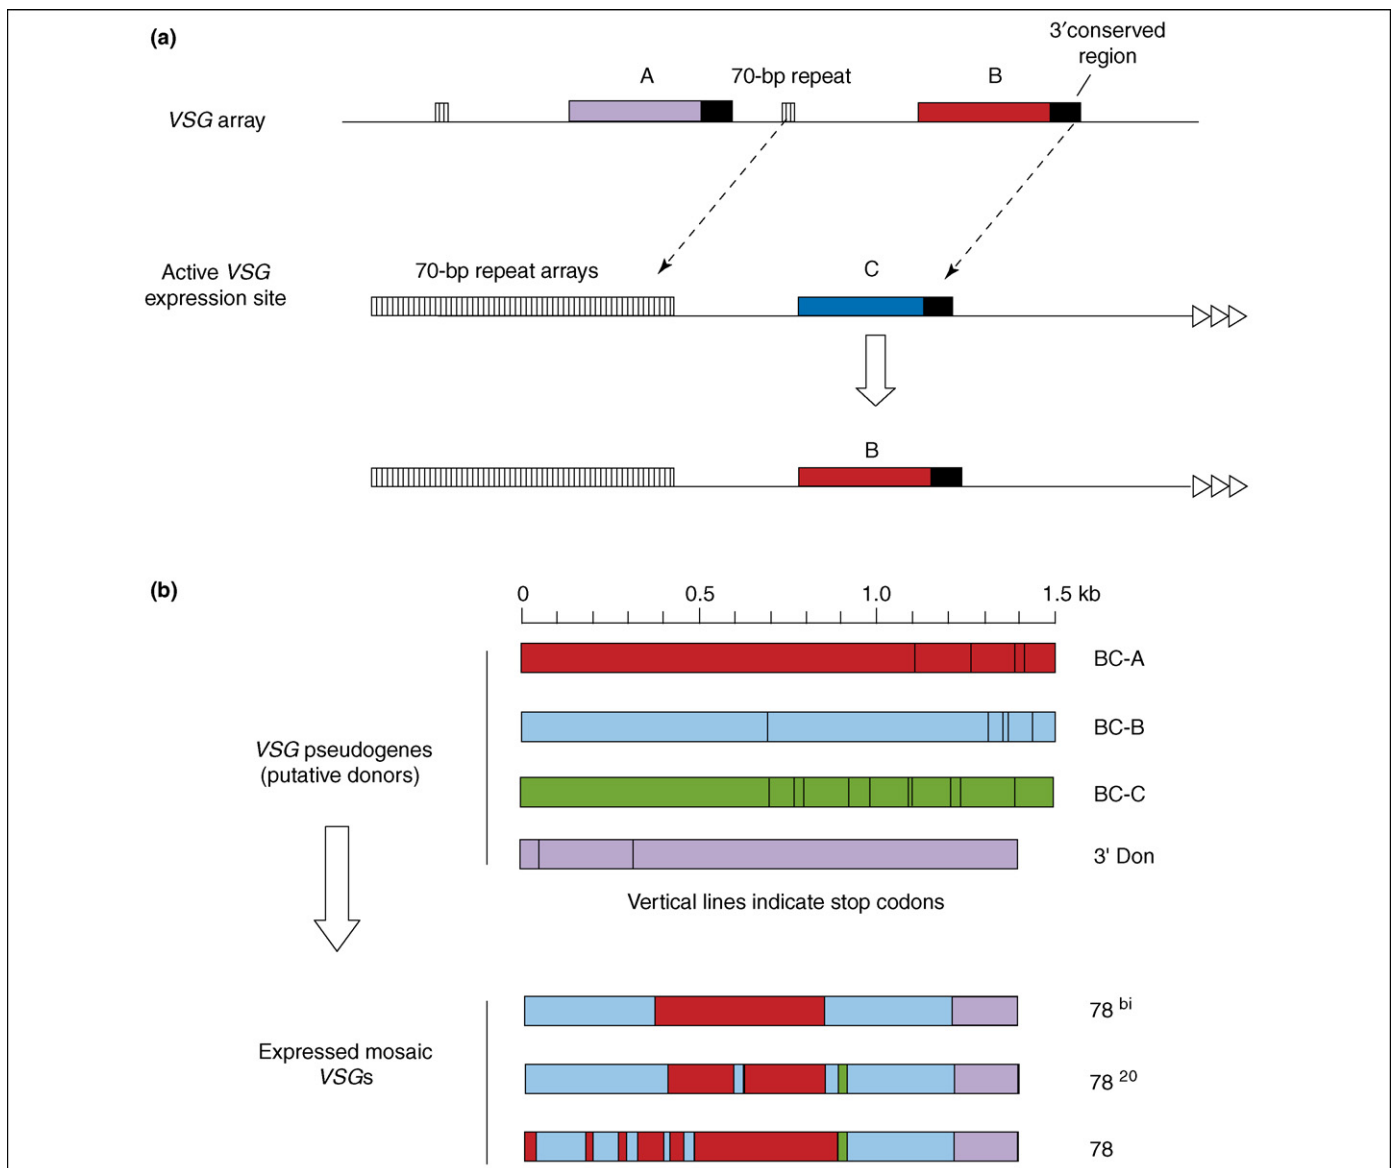 (a)
3′conserved
region
A
70-bp repeat
B
VSG array
Active VSG
expression site
70-bp repeat arrays
C
B
(b)
0 0.5 1.0 1.5 kb
BC-A
BC-B
VSG pseudogenes
(putative donors)
BC-C
3' Don
Vertical lines indicate stop codons
78 bi
Expressed mosaic
VSGs
78 20
78